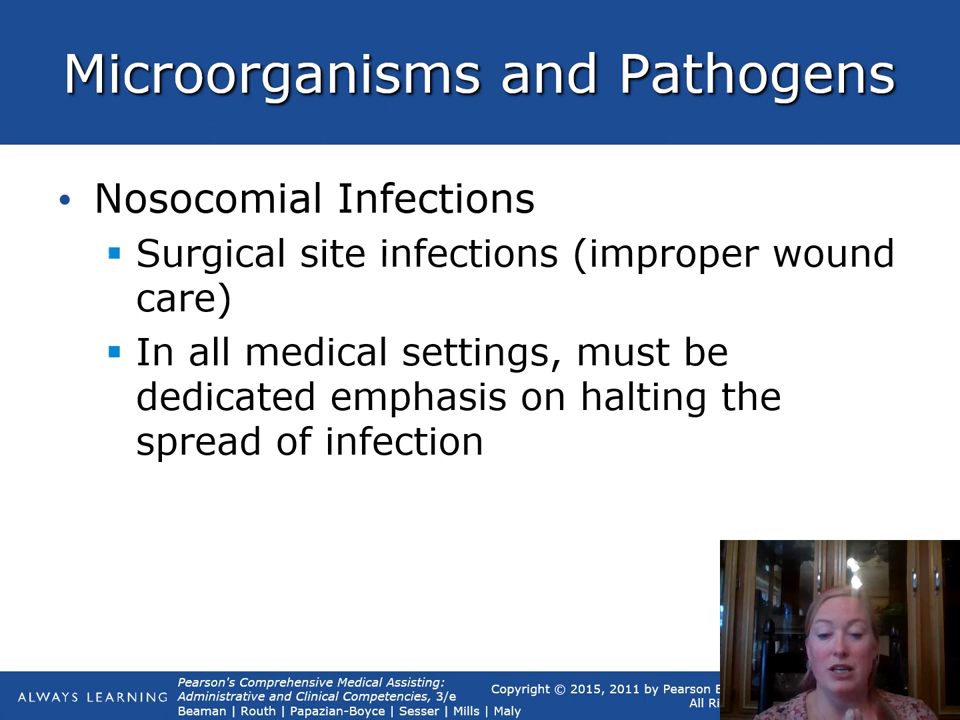 Microorganisms and Pathogens
• Nosocomial Infections
▪ Surgical site infections (improper wound
care)
▪ In all medical settings, must be
dedicated emphasis on halting the
spread of infection
ALWAYS LEARNING
Pearson's Comprehensive Medical Assisting:
Administrative and Clinical Competencies, 3/e
Beaman | Routh | Papazian-Boyce | Sesser | Mills | Maly
Copyright © 2015, 2011 by Pearson
All